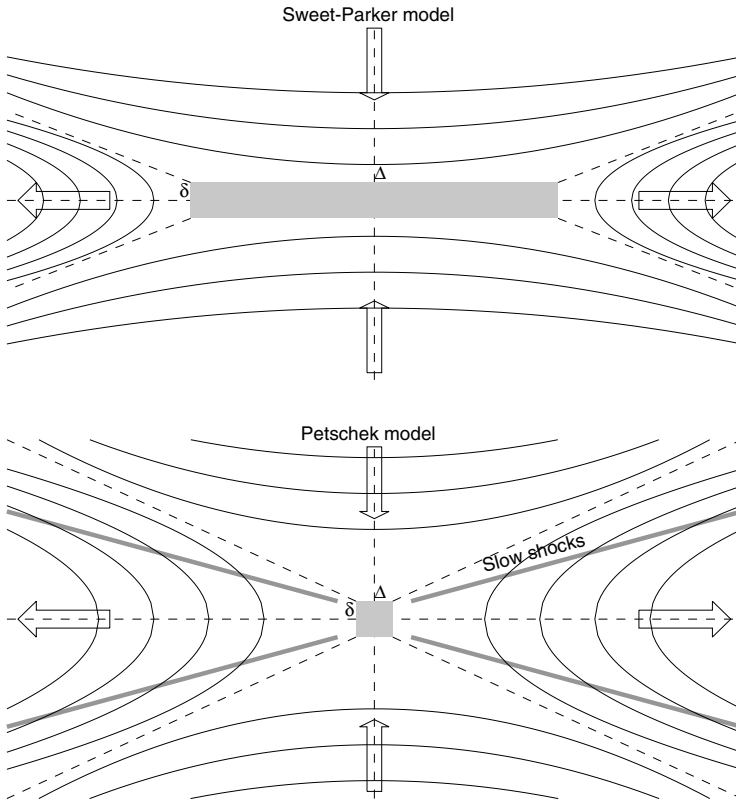 Sweet-Parker model
Δ
δ
Petschek model
Slow shocks
Δ
δ